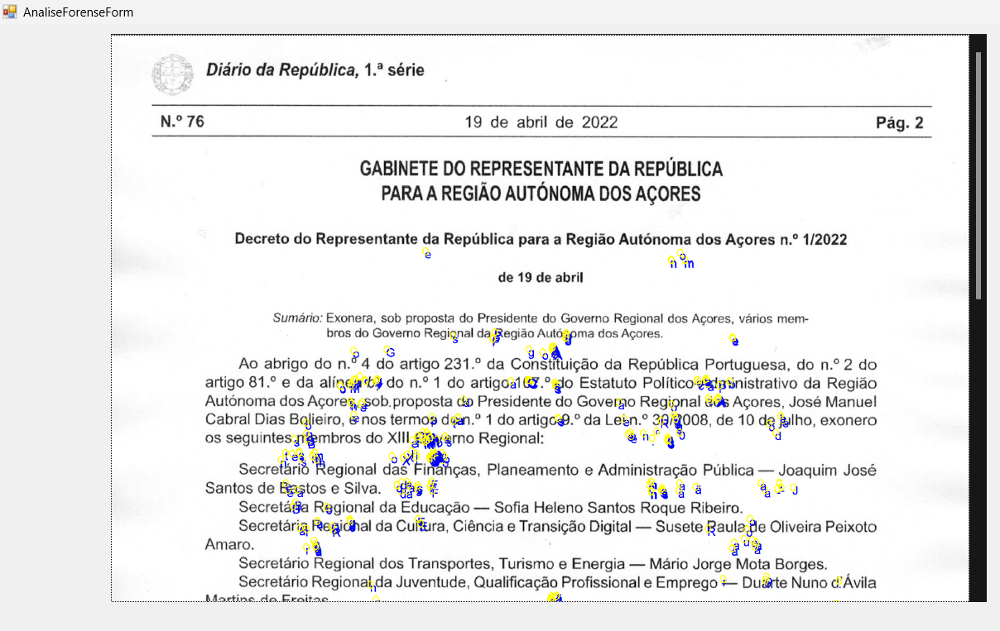 AnaliseForenseForm
Diário da República, 1.ª série
N.º 76 19 de abril de 2022 Pág. 2
GABINETE DO REPRESENTANTE DA REPÚBLICA
PARA A REGIÃO AUTÓNOMA DOS AÇORES
Decreto do Representante da República para a Região Autónoma dos Açores n.º 1/2022
de 19 de abril
Sumário: Exonera, sob proposta do Presidente do Governo Regional dos Açores, vários mem-
bros do Governo Regional da Região Autónoma dos Açores.
Ao abrigo do n.º 4 do artigo 231.º da Constituição da República Portuguesa, do n.º 2 do
artigo 81.º e da alínea b) do n.º 1 do artigo 167.º do Estatuto Político-Administrativo da Região
Autónoma dos Açores, sob proposta do Presidente do Governo Regional dos Açores, José Manuel
Cabral Dias Bolieiro, e nos termos do n.º 1 do artigo 9.º da Lei n.º 30/2008, de 10 de julho, exonero
os seguintes membros do XIII Governo Regional:
Secretário Regional das Finanças, Planeamento e Administração Pública — Joaquim José
Santos de Bastos e Silva.
Secretária Regional da Educação — Sofia Heleno Santos Roque Ribeiro.
Secretária Regional da Cultura, Ciência e Transição Digital — Susete Paula de Oliveira Peixoto
Amaro.
Secretário Regional dos Transportes, Turismo e Energia — Mário Jorge Mota Borges.
Secretário Regional da Juventude, Qualificação Profissional e Emprego — Duarte Nuno d'Ávila
Martins de Freitas